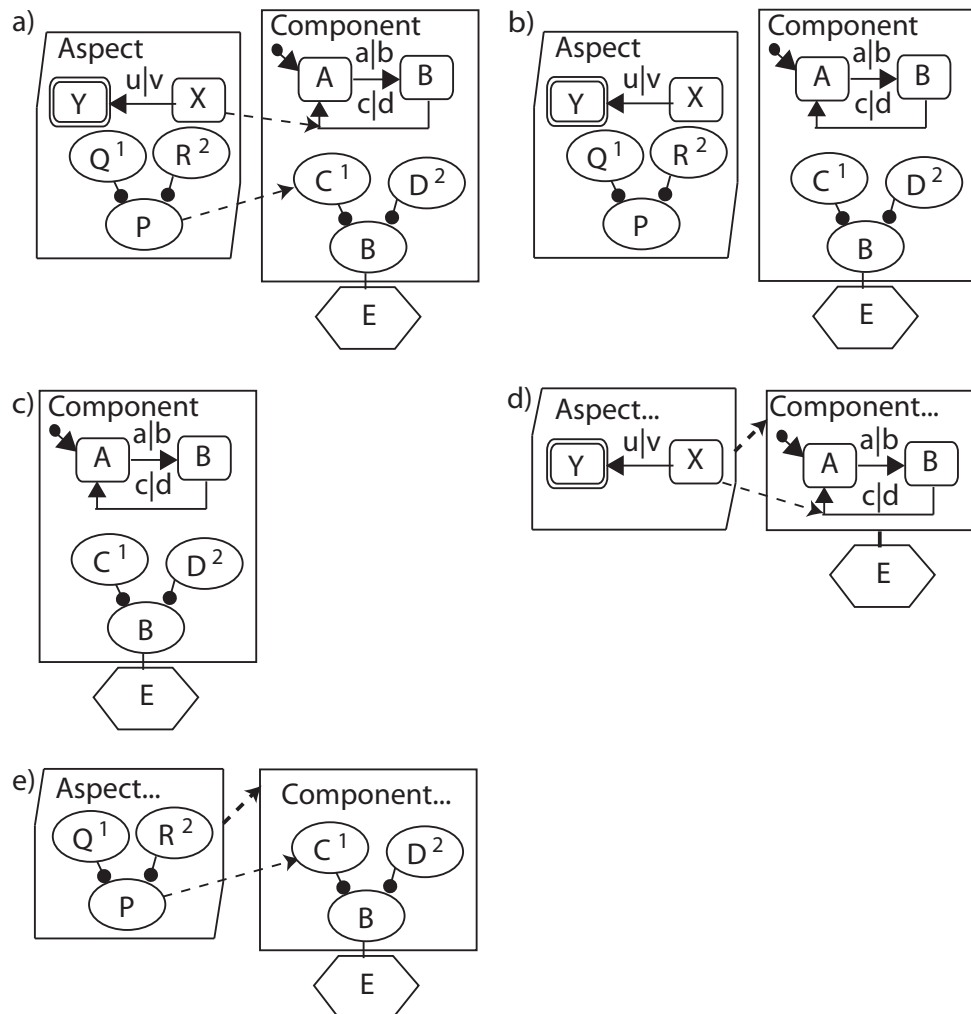 a)
Aspect
Y
u|v
X
Q 1
R 2
P
Component
A
a|b
B
c|d
C 1
D 2
B
E
b)
Aspect
Y
u|v
X
Q 1
R 2
P
Component
A
a|b
B
c|d
C 1
D 2
B
E
c)
Component
A
a|b
B
c|d
C 1
D 2
B
E
d)
Aspect...
Y
u|v
X
Component...
A
a|b
B
c|d
E
e)
Aspect...
Q 1
R 2
P
Component...
C 1
D 2
B
E